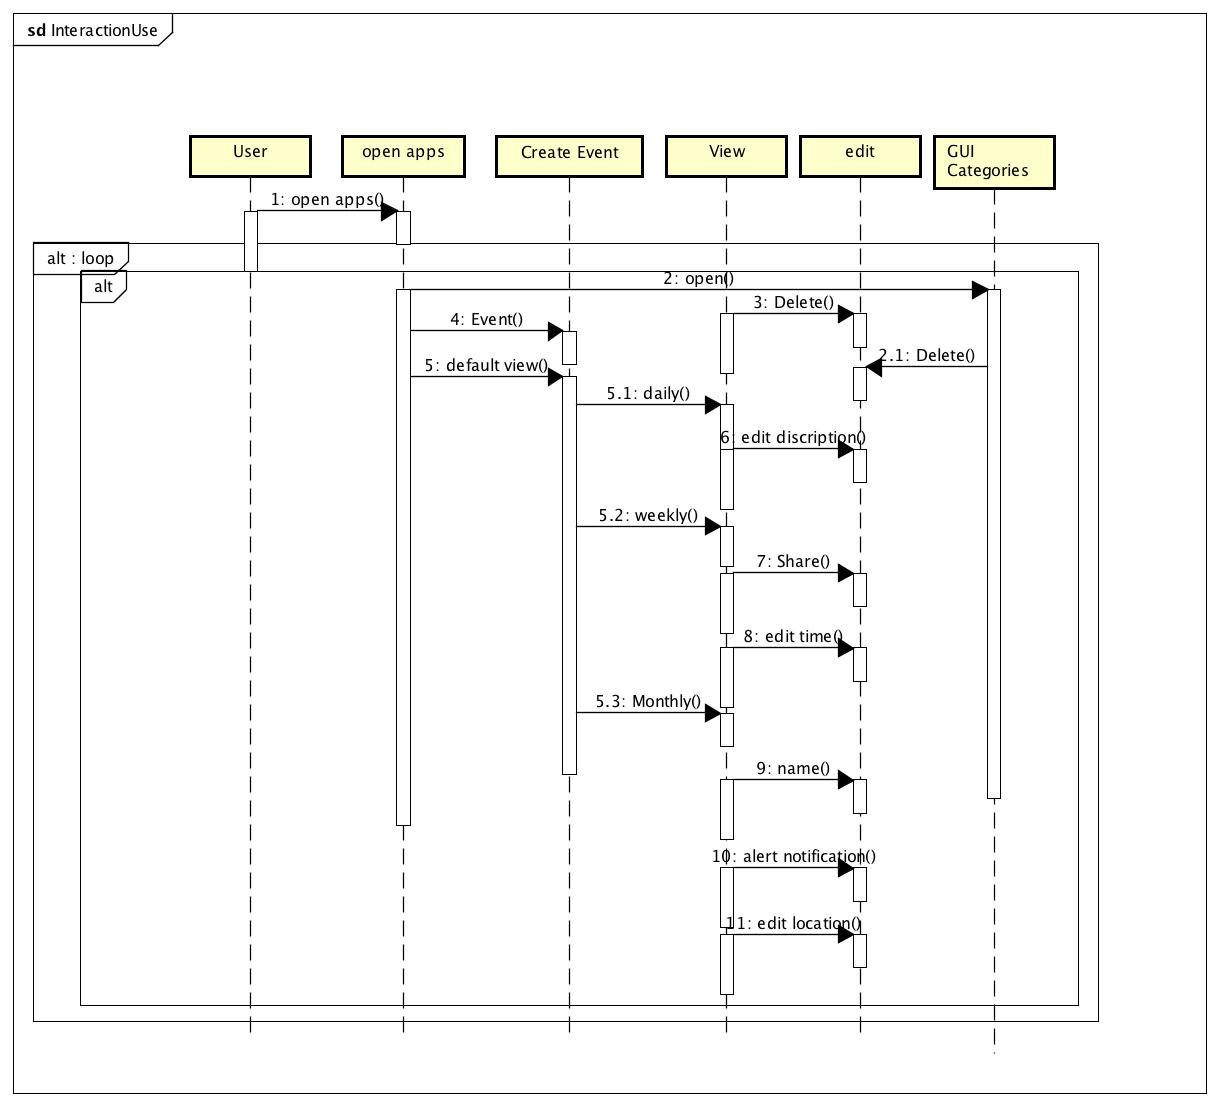 sd InteractionUse
User
open apps
Create Event
View
edit
GUI
Categories
1: open apps()
alt : loop
alt
2: open()
3: Delete()
4: Event()
2.1: Delete()
5: default view()
5.1: daily()
6: edit discription()
5.2: weekly()
7: Share()
8: edit time()
5.3: Monthly()
9: name()
10: alert notification()
11: edit location()